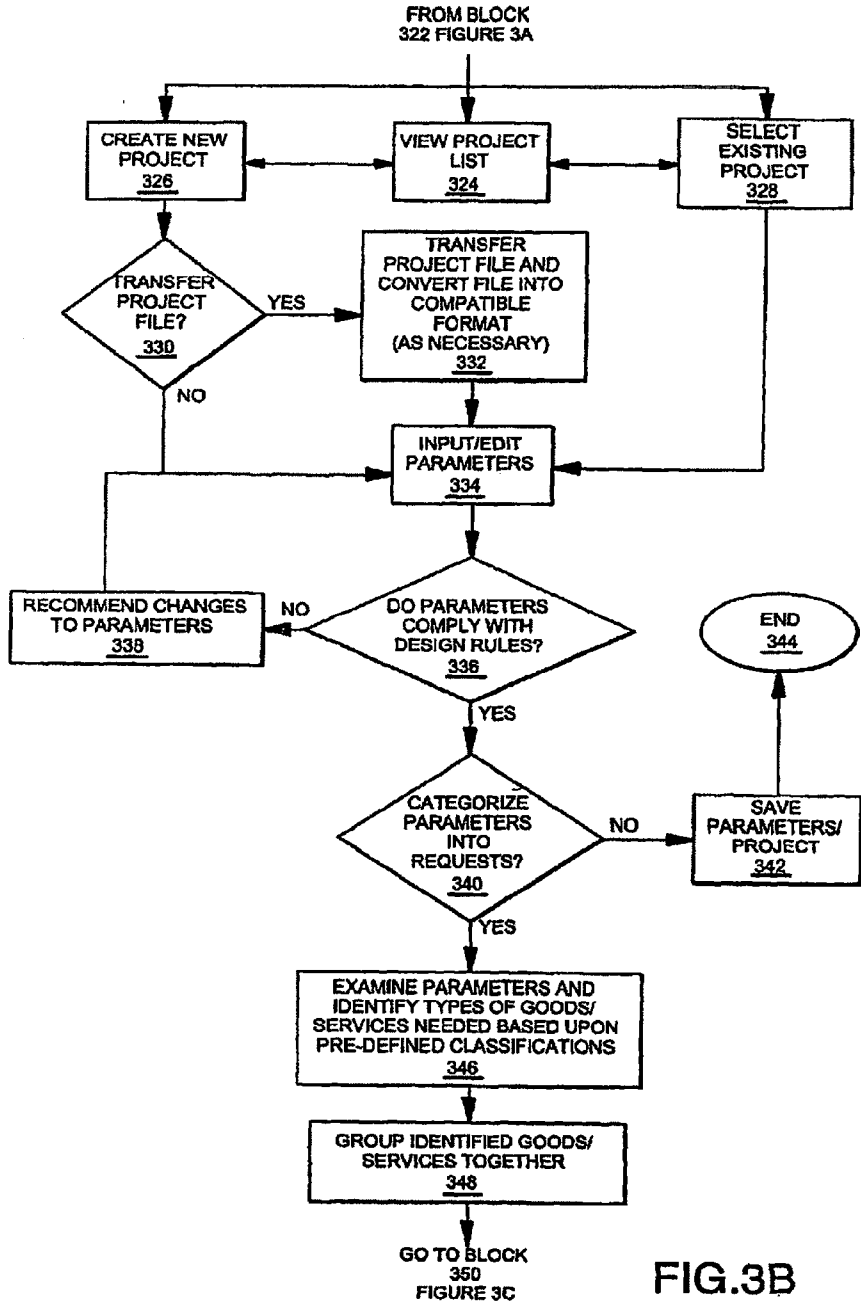 FROM BLOCK
322 FIGURE 3A
CREATE NEW
PROJECT
326
VIEW PROJECT
LIST
324
SELECT
EXISTING
PROJECT
328
TRANSFER
PROJECT
FILE?
330
YES
NO
TRANSFER
PROJECT FILE AND
CONVERT FILE INTO
COMPATIBLE
FORMAT
(AS NECESSARY)
332
INPUT/EDIT
PARAMETERS
334
RECOMMEND CHANGES
TO PARAMETERS
338
NO
DO PARAMETERS
COMPLY WITH
DESIGN RULES?
336
YES
END
344
CATEGORIZE
PARAMETERS
INTO
REQUESTS?
340
NO
YES
SAVE
PARAMETERS/
PROJECT
342
EXAMINE PARAMETERS AND
IDENTIFY TYPES OF GOODS/
SERVICES NEEDED BASED UPON
PRE-DEFINED CLASSIFICATIONS
346
GROUP IDENTIFIED GOODS/
SERVICES TOGETHER
348
GO TO BLOCK
350
FIGURE 3C
FIG.3B